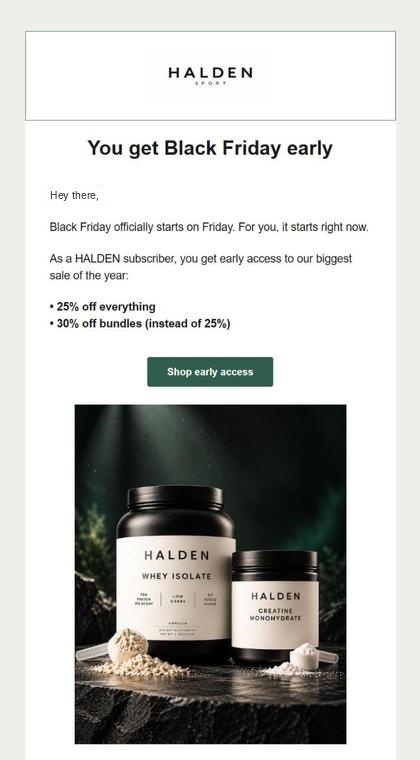 HALDEN
SPORT
You get Black Friday early
Hey there,
Black Friday officially starts on Friday. For you, it starts right now.
As a HALDEN subscriber, you get early access to our biggest
sale of the year:
• 25% off everything
• 30% off bundles (instead of 25%)
Shop early access
HALDEN
WHEY ISOLATE
LOW
CARBS
VANILLA
HALDEN
CREATINE
MONOHYDRATE